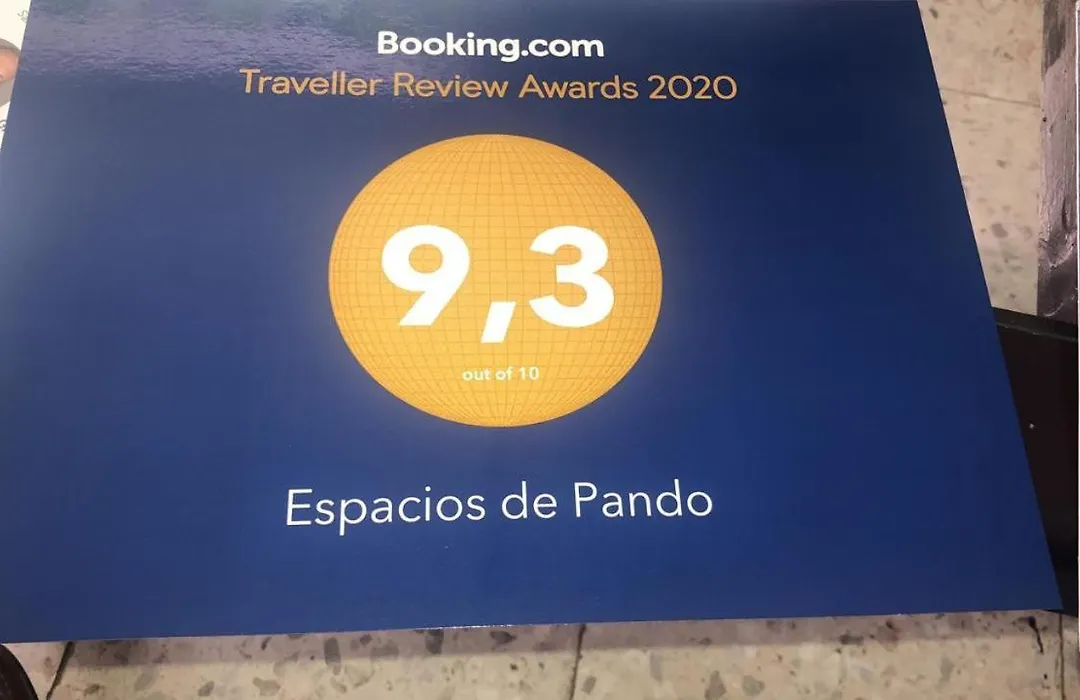 Booking.com
Traveller Review Awards 2020
9,3
out of 10
Espacios de Pando